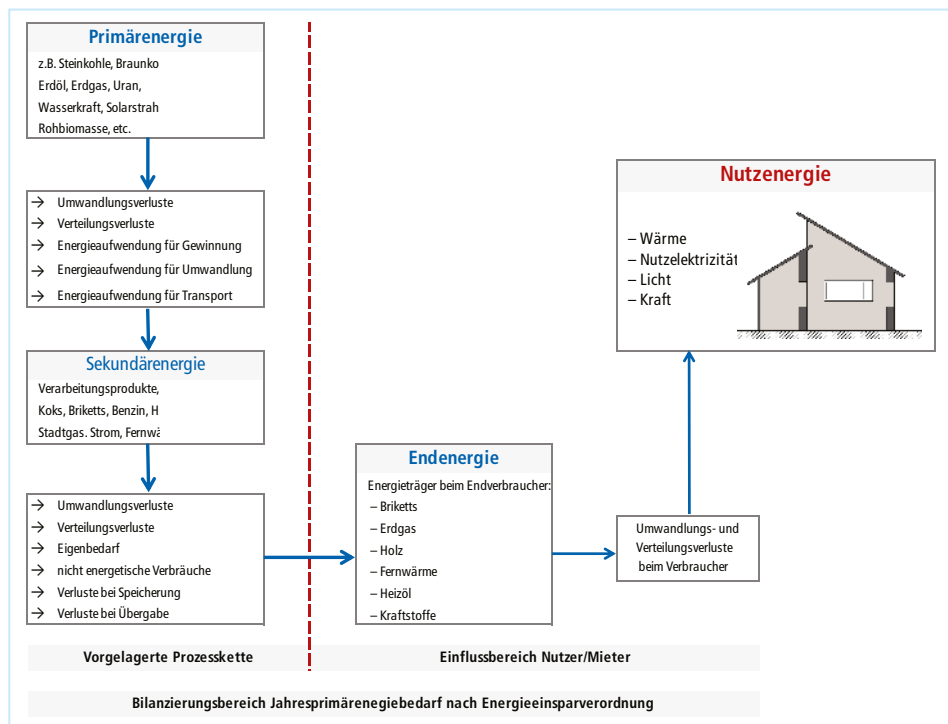 Primärenergie
z.B. Steinkohle, Braunko
Erdöl, Erdgas, Uran,
Wasserkraft, Solarstrah
Rohbiomasse, etc.
→ Umwandlungsverluste
→ Verteilungsverluste
→ Energieaufwendung für Gewinnung
→ Energieaufwendung für Umwandlung
→ Energieaufwendung für Transport
Sekundärenergie
Verarbeitungsprodukte,
Koks, Briketts, Benzin, H
Stadtgas. Strom, Fernwä
→ Umwandlungsverluste
→ Verteilungsverluste
→ Eigenbedarf
→ nicht energetische Verbräuche
→ Verluste bei Speicherung
→ Verluste bei Übergabe
Endenergie
Energieträger beim Endverbraucher:
– Briketts
– Erdgas
– Holz
– Fernwärme
– Heizöl
– Kraftstoffe
Umwandlungs- und
Verteilungsverluste
beim Verbraucher
Nutzenergie
– Wärme
– Nutzelektrizität
– Licht
– Kraft
Vorgelagerte Prozesskette
Einflussbereich Nutzer/Mieter
Bilanzierungsbereich Jahresprimärenegiebedarf nach Energieeinsparverordnung